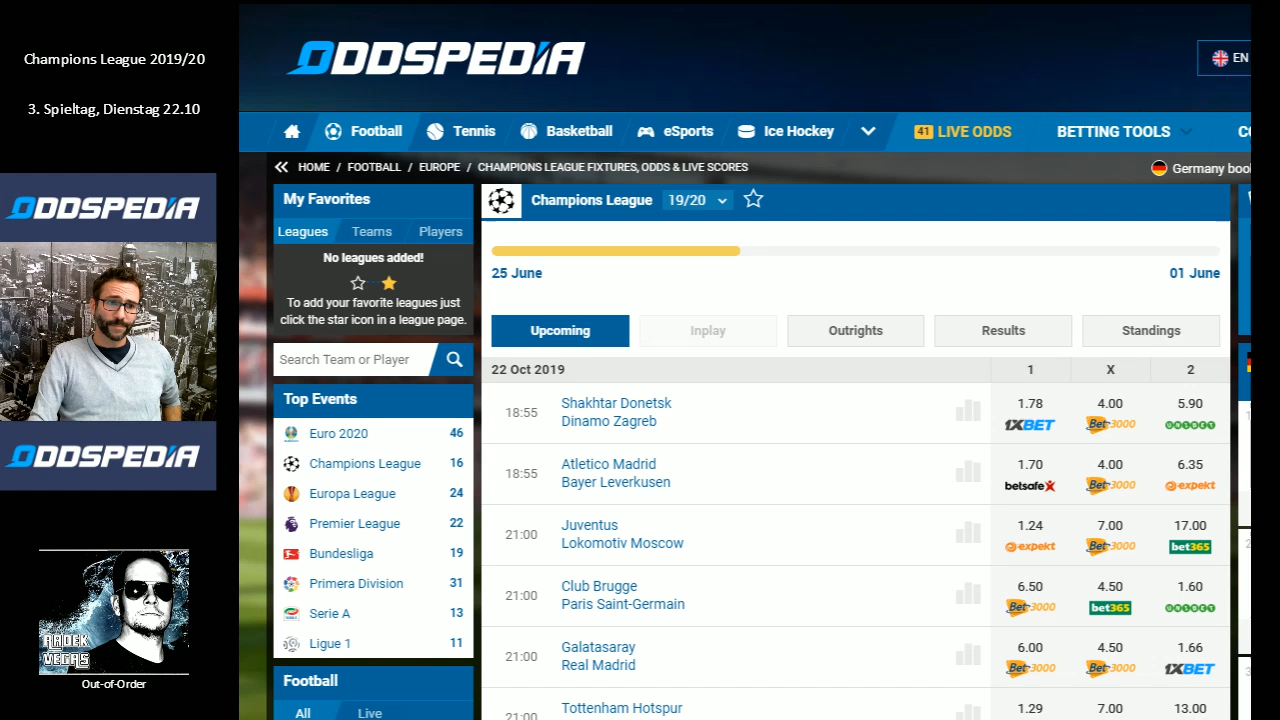 Champions League 2019/20
3. Spieltag, Dienstag 22.10
ODDSPEDIA
ODDSPEDIA
RADEK VEGAS
Out-of-Order
ODDSPEDIA
EN
Football Tennis Basketball eSports Ice Hockey 41 LIVE ODDS BETTING TOOLS CO
HOME / FOOTBALL / EUROPE / CHAMPIONS LEAGUE FIXTURES, ODDS & LIVE SCORES
Germany boo
My Favorites
Leagues Teams Players
No leagues added!
To add your favorite leagues just
click the star icon in a league page.
Search Team or Player
Top Events
Euro 2020 46
Champions League 16
Europa League 24
Premier League 22
Bundesliga 19
Primera Division 31
Serie A 13
Ligue 1 11
Football
All Live
Champions League 19/20
25 June 01 June
Upcoming Inplay Outrights Results Standings
22 Oct 2019 1 X 2
18:55 Shakhtar Donetsk 1.78 4.00 5.90
Dinamo Zagreb 1XBET Bet3000 UNIBET
18:55 Atletico Madrid 1.70 4.00 6.35
Bayer Leverkusen betsafe Bet3000 expekt
21:00 Juventus 1.24 7.00 17.00
Lokomotiv Moscow expekt Bet3000 bet365
21:00 Club Brugge 6.50 4.50 1.60
Paris Saint-Germain Bet3000 bet365 UNIBET
21:00 Galatasaray 6.00 4.50 1.66
Real Madrid Bet3000 Bet3000 1XBET
21:00 Tottenham Hotspur 1.29 7.00 13.00